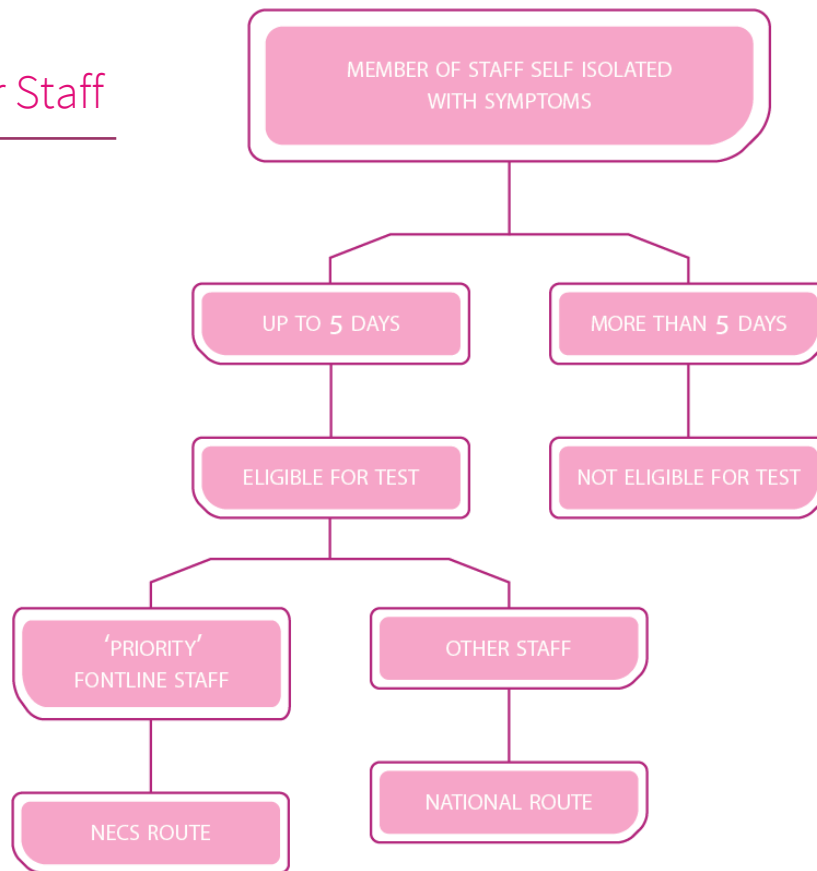 r Staff
MEMBER OF STAFF SELF ISOLATED
WITH SYMPTOMS
UP TO 5 DAYS
MORE THAN 5 DAYS
ELIGIBLE FOR TEST
NOT ELIGIBLE FOR TEST
‘PRIORITY’
FONTLINE STAFF
OTHER STAFF
NECS ROUTE
NATIONAL ROUTE